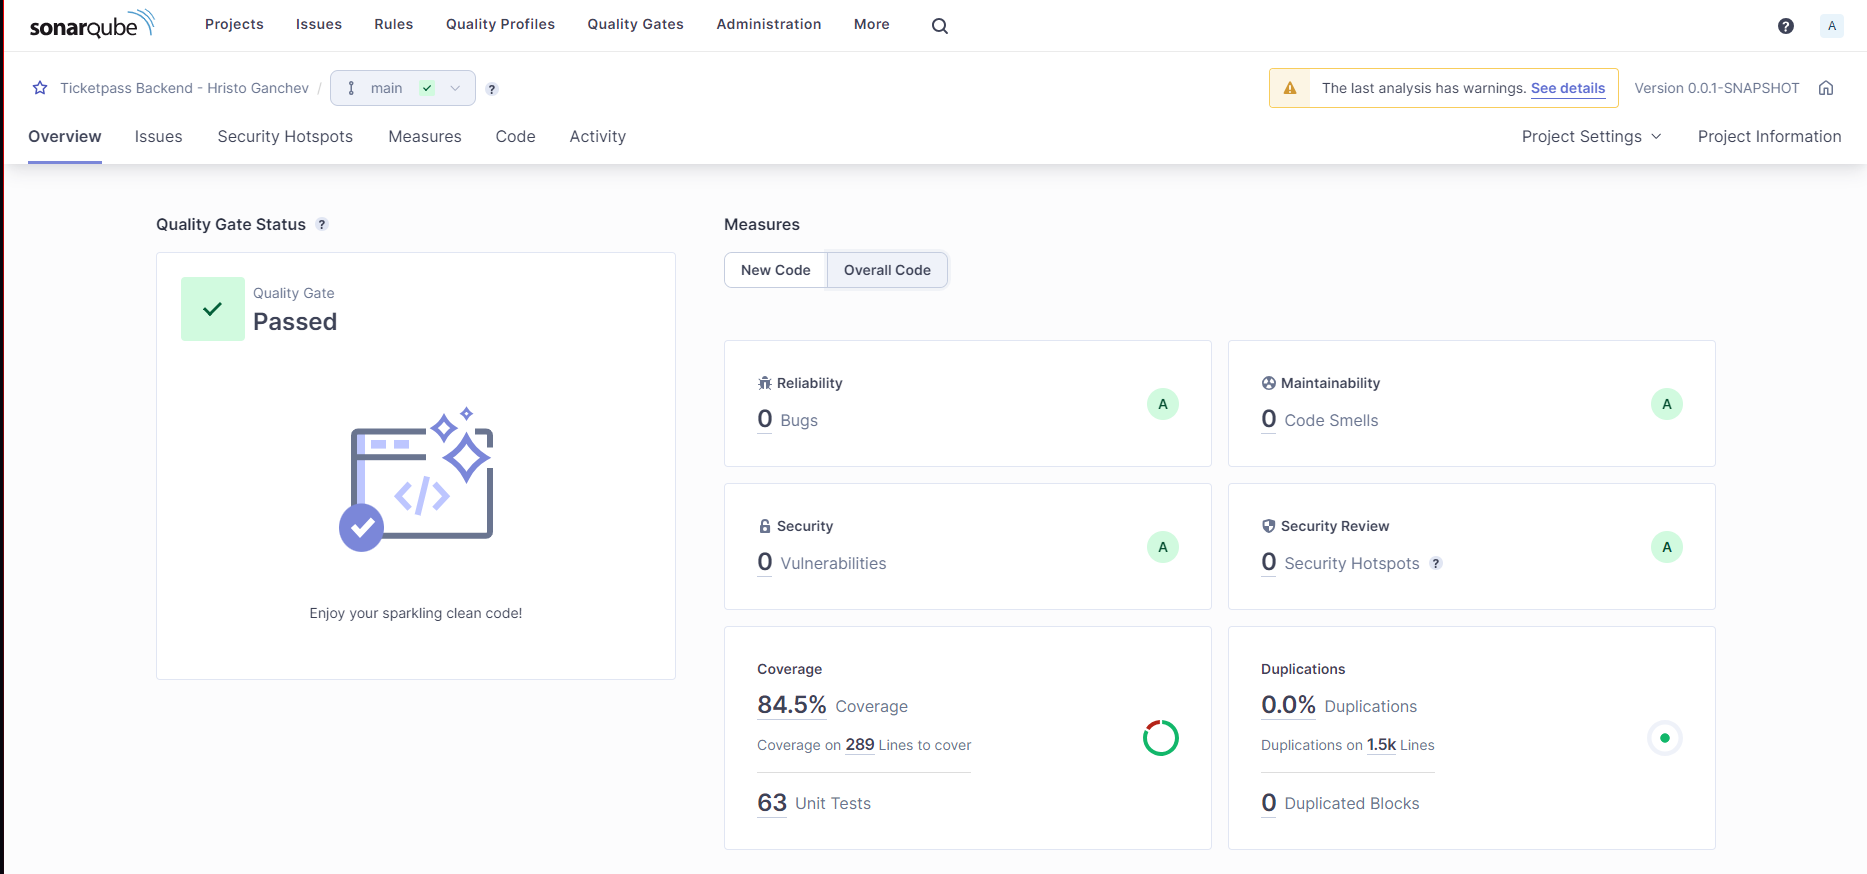 sonarqube Projects Issues Rules Quality Profiles Quality Gates Administration More ? A
Ticketpass Backend - Hristo Ganchev / main ? The last analysis has warnings. See details Version 0.0.1-SNAPSHOT
Overview Issues Security Hotspots Measures Code Activity Project Settings Project Information
Quality Gate Status ?
Quality Gate
Passed
</>
Enjoy your sparkling clean code!
Measures
New Code Overall Code
Reliability
0 Bugs
A
Maintainability
0 Code Smells
A
Security
0 Vulnerabilities
A
Security Review
0 Security Hotspots ?
A
Coverage
84.5% Coverage
Coverage on 289 Lines to cover
63 Unit Tests
Duplications
0.0% Duplications
Duplications on 1.5k Lines
0 Duplicated Blocks